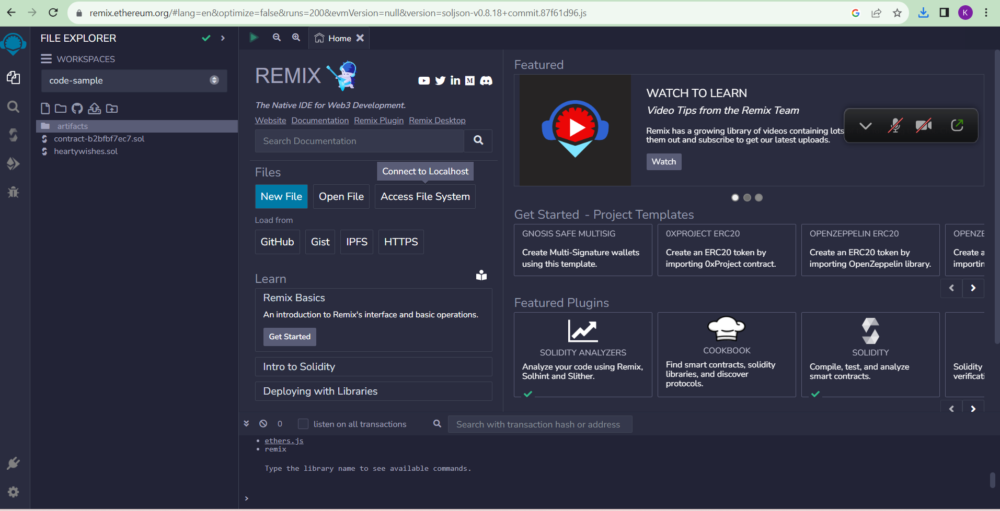 remix.ethereum.org/#lang=en&optimize=false&runs=200&evmVersion=null&version=soljson-v0.8.18+commit.87f61d96.js
K
FILE EXPLORER
WORKSPACES
code-sample
artifacts
contract-b2bfbf7ec7.sol
heartywishes.sol
Home
REMIX
The Native IDE for Web3 Development.
Website Documentation Remix Plugin Remix Desktop
Search Documentation
Files
Connect to Localhost
New File Open File Access File System
Load from
GitHub Gist IPFS HTTPS
Learn
Remix Basics
An introduction to Remix's interface and basic operations.
Get Started
Intro to Solidity
Deploying with Libraries
Featured
WATCH TO LEARN
Video Tips from the Remix Team
Remix has a growing library of videos containing lots
them out and subscribe to get our latest uploads.
Watch
Get Started - Project Templates
GNOSIS SAFE MULTISIG
Create Multi-Signature wallets
using this template.
0XPROJECT ERC20
Create an ERC20 token by
importing 0xProject contract.
OPENZEPPELIN ERC20
Create an ERC20 token by
importing OpenZeppelin library.
OPENZE
Create a
importin
Featured Plugins
SOLIDITY ANALYZERS
Analyze your code using Remix,
Solhint and Slither.
COOKBOOK
Find smart contracts, solidity
libraries, and discover
protocols.
SOLIDITY
Compile, test, and analyze
smart contracts.
Solidity
verificati
0 listen on all transactions Search with transaction hash or address
• ethers.js
• remix
Type the library name to see available commands.
>